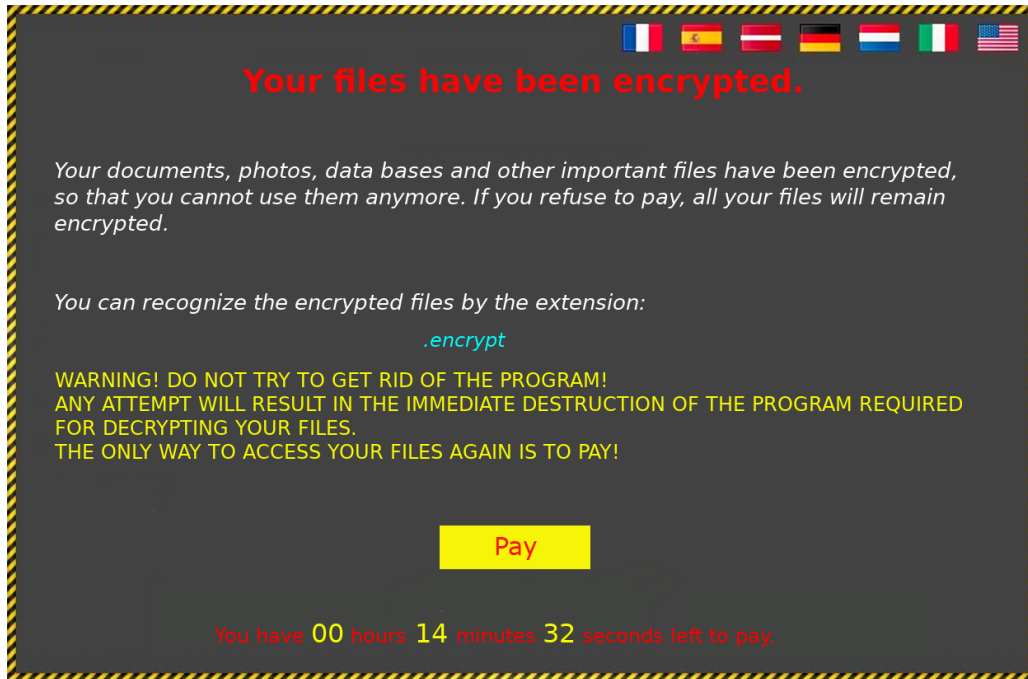 Your files have been encrypted.
Your documents, photos, data bases and other important files have been encrypted,
so that you cannot use them anymore. If you refuse to pay, all your files will remain
encrypted.
You can recognize the encrypted files by the extension:
.encrypt
WARNING! DO NOT TRY TO GET RID OF THE PROGRAM!
ANY ATTEMPT WILL RESULT IN THE IMMEDIATE DESTRUCTION OF THE PROGRAM REQUIRED
FOR DECRYPTING YOUR FILES.
THE ONLY WAY TO ACCESS YOUR FILES AGAIN IS TO PAY!
Pay
You have 00 hours 14 minutes 32 seconds left to pay.